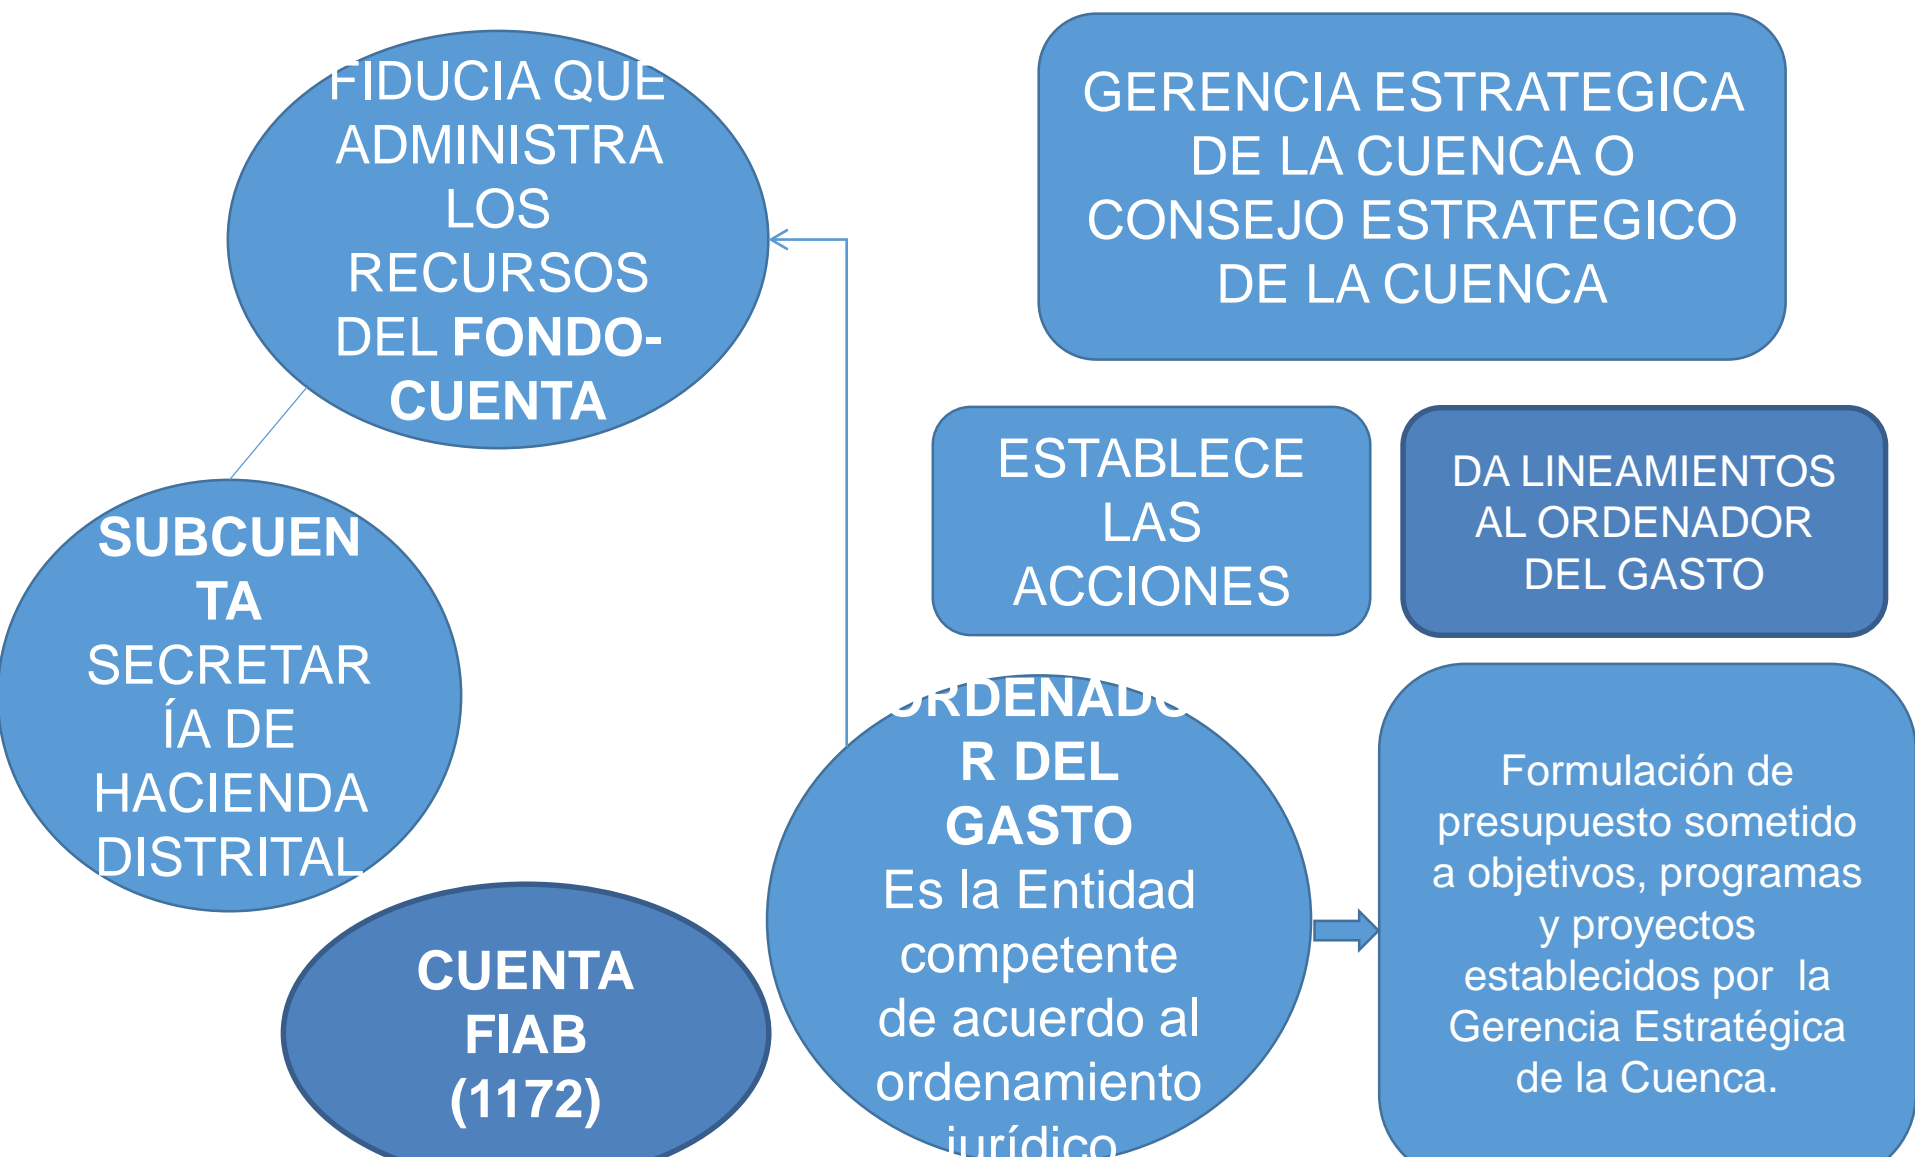 FIDUCIA QUE
ADMINISTRA
LOS
RECURSOS
DEL FONDO-
CUENTA
GERENCIA ESTRATEGICA
DE LA CUENCA O
CONSEJO ESTRATEGICO
DE LA CUENCA
ESTABLECE
LAS
ACCIONES
DA LINEAMIENTOS
AL ORDENADOR
DEL GASTO
SUBCUEN
TA
SECRETAR
ÍA DE
HACIENDA
DISTRITAL
CUENTA
FIAB
(1172)
ORDENADO
R DEL
GASTO
Es la Entidad
competente
de acuerdo al
ordenamiento
jurídico
Formulación de
presupuesto sometido
a objetivos, programas
y proyectos
establecidos por  la
Gerencia Estratégica
de la Cuenca.